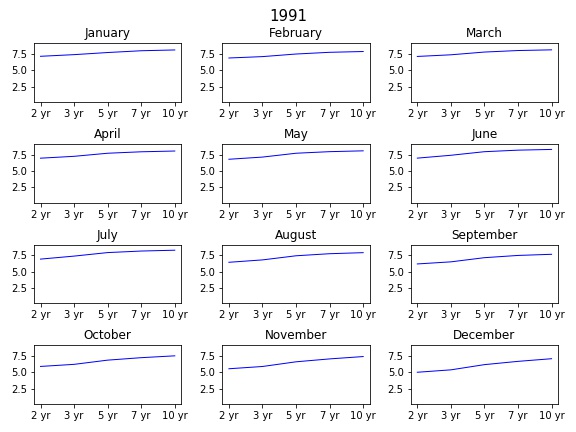 1991
January February March
7.5 7.5 7.5
5.0 5.0 5.0
2.5 2.5 2.5
2 yr 3 yr 5 yr 7 yr 10 yr 2 yr 3 yr 5 yr 7 yr 10 yr 2 yr 3 yr 5 yr 7 yr 10 yr
April May June
7.5 7.5 7.5
5.0 5.0 5.0
2.5 2.5 2.5
2 yr 3 yr 5 yr 7 yr 10 yr 2 yr 3 yr 5 yr 7 yr 10 yr 2 yr 3 yr 5 yr 7 yr 10 yr
July August September
7.5 7.5 7.5
5.0 5.0 5.0
2.5 2.5 2.5
2 yr 3 yr 5 yr 7 yr 10 yr 2 yr 3 yr 5 yr 7 yr 10 yr 2 yr 3 yr 5 yr 7 yr 10 yr
October November December
7.5 7.5 7.5
5.0 5.0 5.0
2.5 2.5 2.5
2 yr 3 yr 5 yr 7 yr 10 yr 2 yr 3 yr 5 yr 7 yr 10 yr 2 yr 3 yr 5 yr 7 yr 10 yr